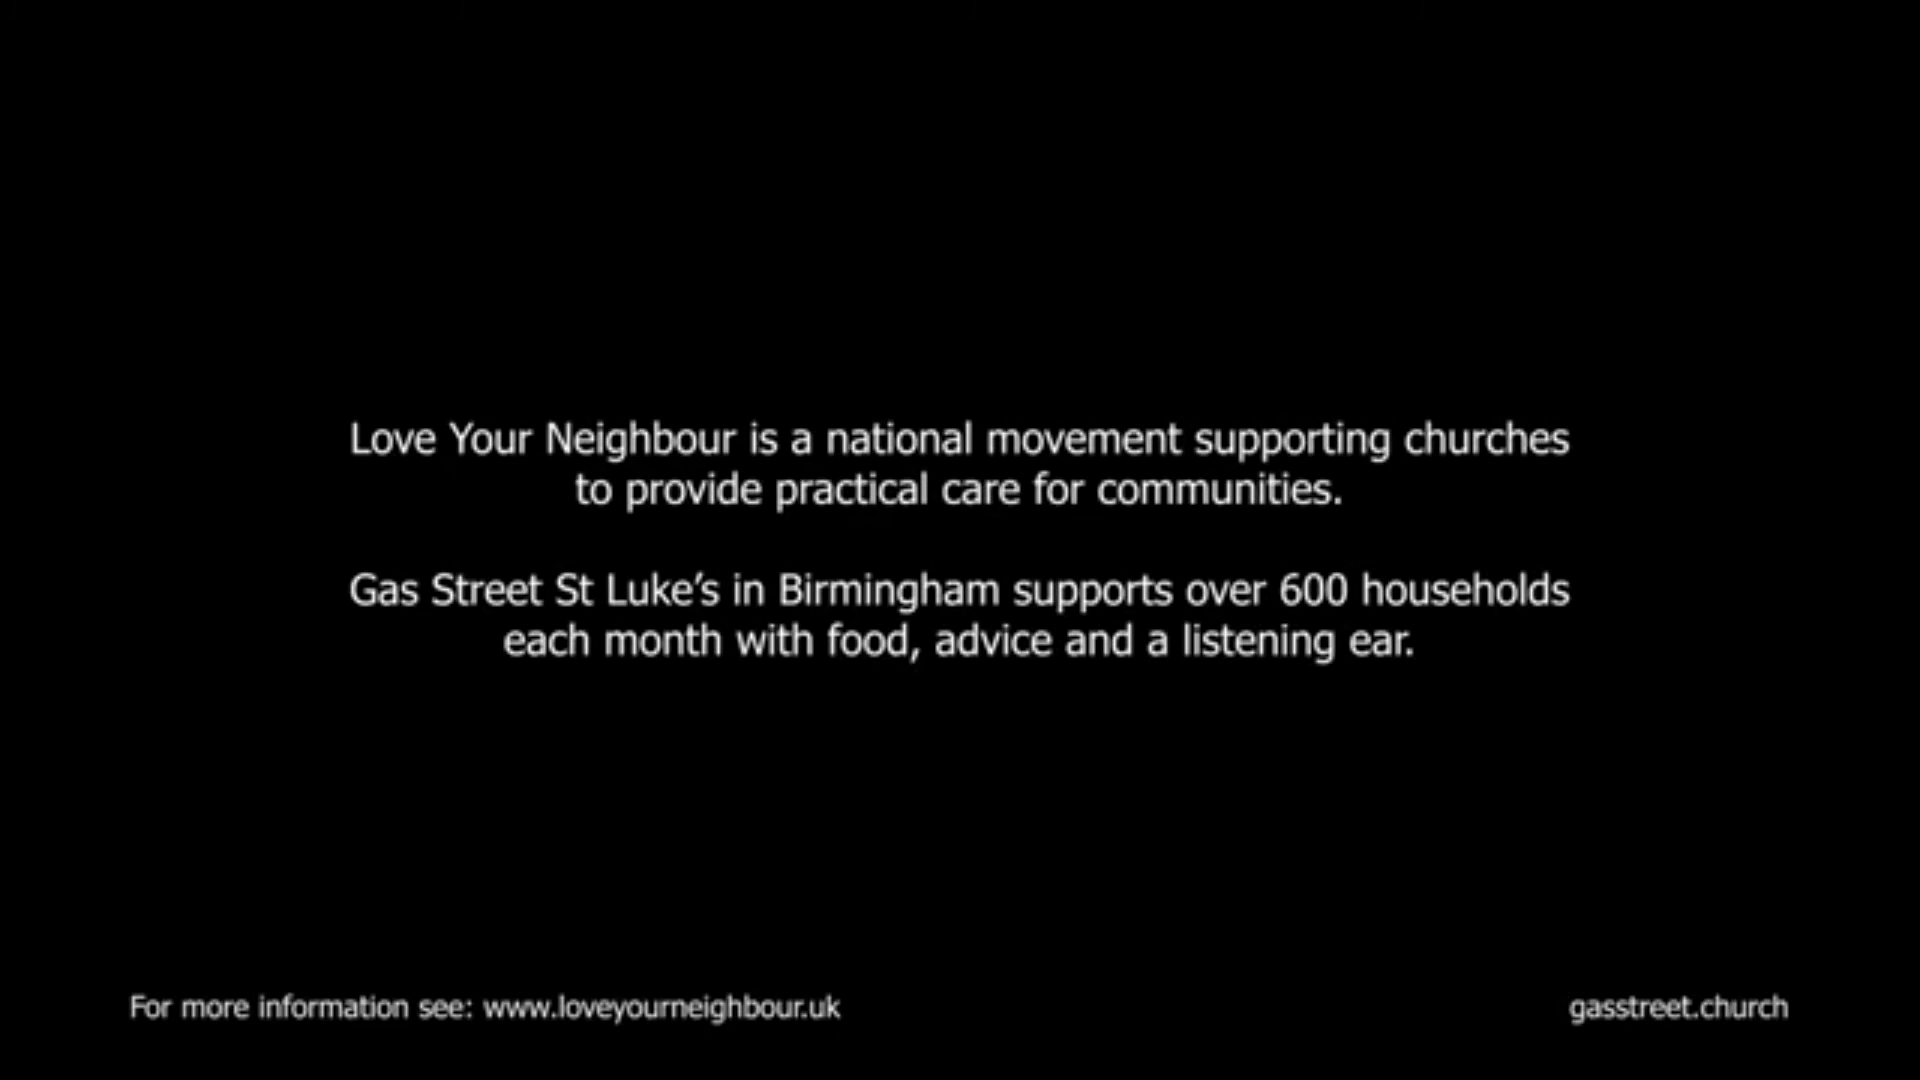 Love Your Neighbour is a national movement supporting churches
to provide practical care for communities.
Gas Street St Luke’s in Birmingham supports over 600 households
each month with food, advice and a listening ear.
For more information see: www.loveyourneighbour.uk
gasstreet.church